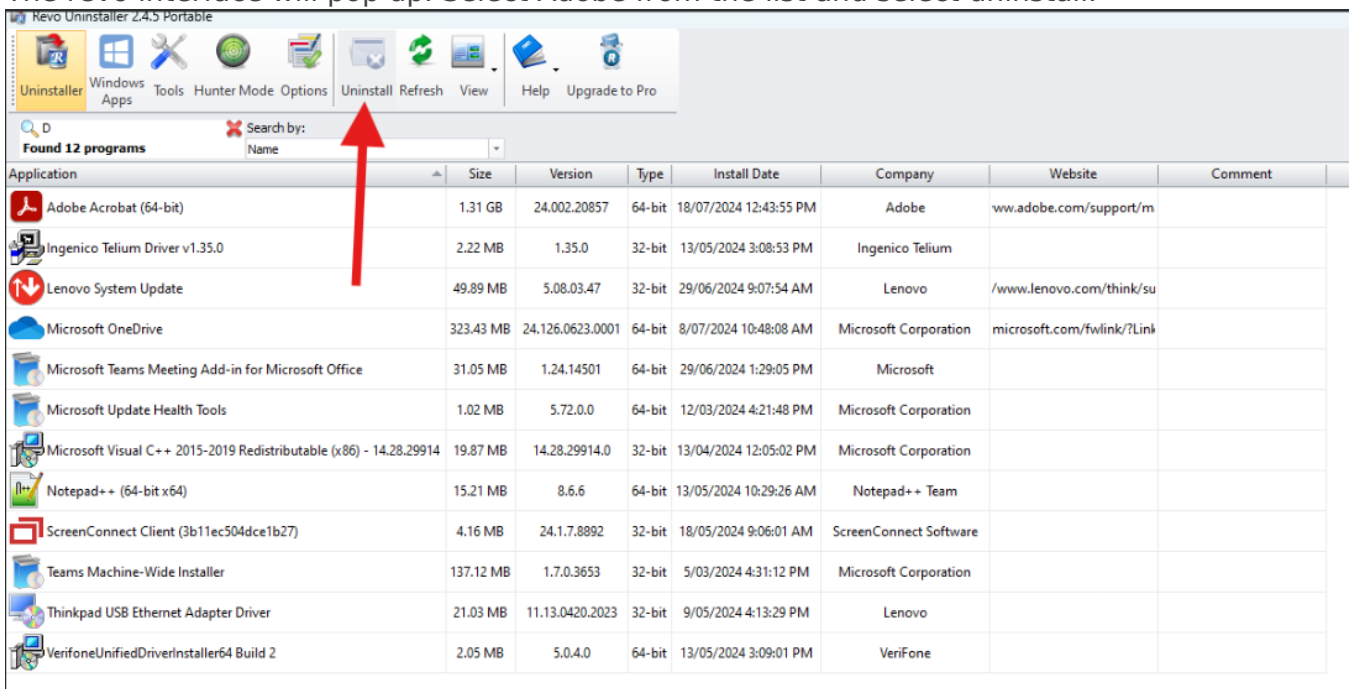 The revo interface will pop up. Select Adobe from the list and select uninstall.
Revo Uninstaller 2.4.5 Portable
Uninstaller Windows Apps Tools Hunter Mode Options Uninstall Refresh View Help Upgrade to Pro
D Search by:
Found 12 programs Name
Application Size Version Type Install Date Company Website Comment
Adobe Acrobat (64-bit) 1.31 GB 24.002.20857 64-bit 18/07/2024 12:43:55 PM Adobe ww.adobe.com/support/m
Ingenico Telium Driver v1.35.0 2.22 MB 1.35.0 32-bit 13/05/2024 3:08:53 PM Ingenico Telium
Lenovo System Update 49.89 MB 5.08.03.47 32-bit 29/06/2024 9:07:54 AM Lenovo /www.lenovo.com/think/su
Microsoft OneDrive 323.43 MB 24.126.0623.0001 64-bit 8/07/2024 10:48:08 AM Microsoft Corporation microsoft.com/fwlink/?Link
Microsoft Teams Meeting Add-in for Microsoft Office 31.05 MB 1.24.14501 64-bit 29/06/2024 1:29:05 PM Microsoft
Microsoft Update Health Tools 1.02 MB 5.72.0.0 64-bit 12/03/2024 4:21:48 PM Microsoft Corporation
Microsoft Visual C++ 2015-2019 Redistributable (x86) - 14.28.29914 19.87 MB 14.28.29914.0 32-bit 13/04/2024 12:05:02 PM Microsoft Corporation
Notepad++ (64-bit x64) 15.21 MB 8.6.6 64-bit 13/05/2024 10:29:26 AM Notepad++ Team
ScreenConnect Client (3b11ec504dce1b27) 4.16 MB 24.1.7.8892 32-bit 18/05/2024 9:06:01 AM ScreenConnect Software
Teams Machine-Wide Installer 137.12 MB 1.7.0.3653 32-bit 5/03/2024 4:31:12 PM Microsoft Corporation
Thinkpad USB Ethernet Adapter Driver 21.03 MB 11.13.0420.2023 32-bit 9/05/2024 4:13:29 PM Lenovo
VerifoneUnifiedDriverInstaller64 Build 2 2.05 MB 5.0.4.0 64-bit 13/05/2024 3:09:01 PM VeriFone